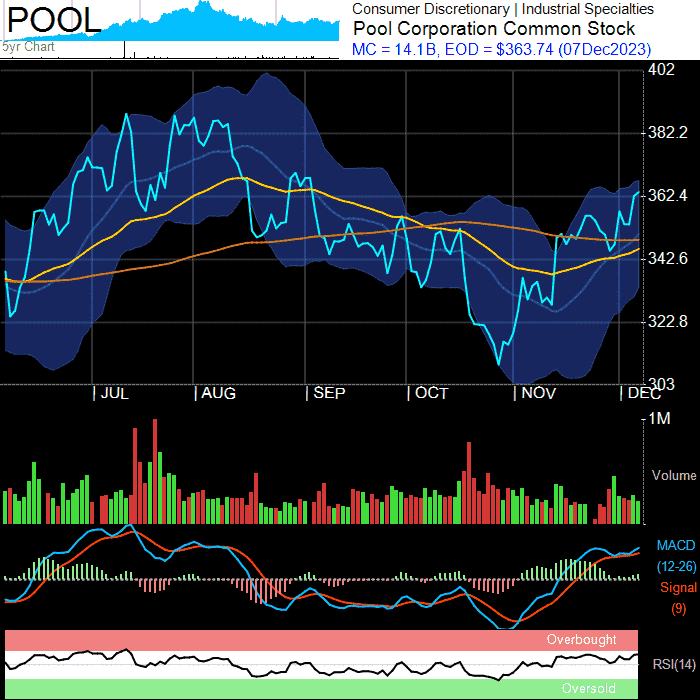 POOL
5yr Chart
Consumer Discretionary | Industrial Specialties
Pool Corporation Common Stock
MC = 14.1B, EOD = $363.74 (07Dec2023)
402
382.2
362.4
342.6
322.8
303
| JUL | AUG | SEP | OCT | NOV | DEC
1M
Volume
MACD
(12-26)
Signal
(9)
Overbought
RSI(14)
Oversold